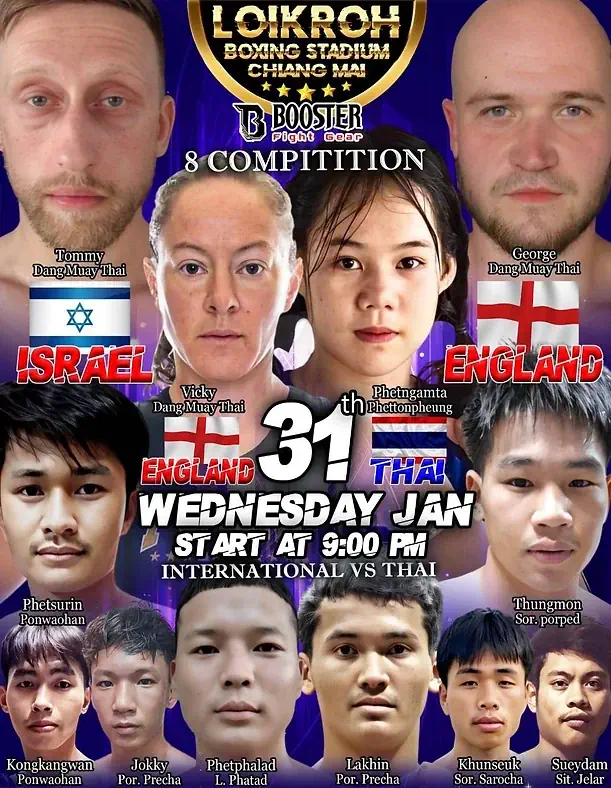 LOIKROH
BOXING STADIUM
CHIANG MAI
B BOOSTER
Fight Gear
8 COMPITITION
Tommy
Dang Muay Thai
George
Dang Muay Thai
ISRAEL
ENGLAND
Vicky
Dang Muay Thai
Phetngamta
Phettonpheung
ENGLAND
31th
THAI
WEDNESDAY JAN
START AT 9:00 PM
INTERNATIONAL VS THAI
Phetsurin
Ponwaohan
Thungmon
Sor. porped
Kongkangwan
Ponwaohan
Jokky
Por. Precha
Phetphalad
L. Phatad
Lakhin
Por. Precha
Khunseuk
Sor. Sarocha
Sueydam
Sit. Jelar